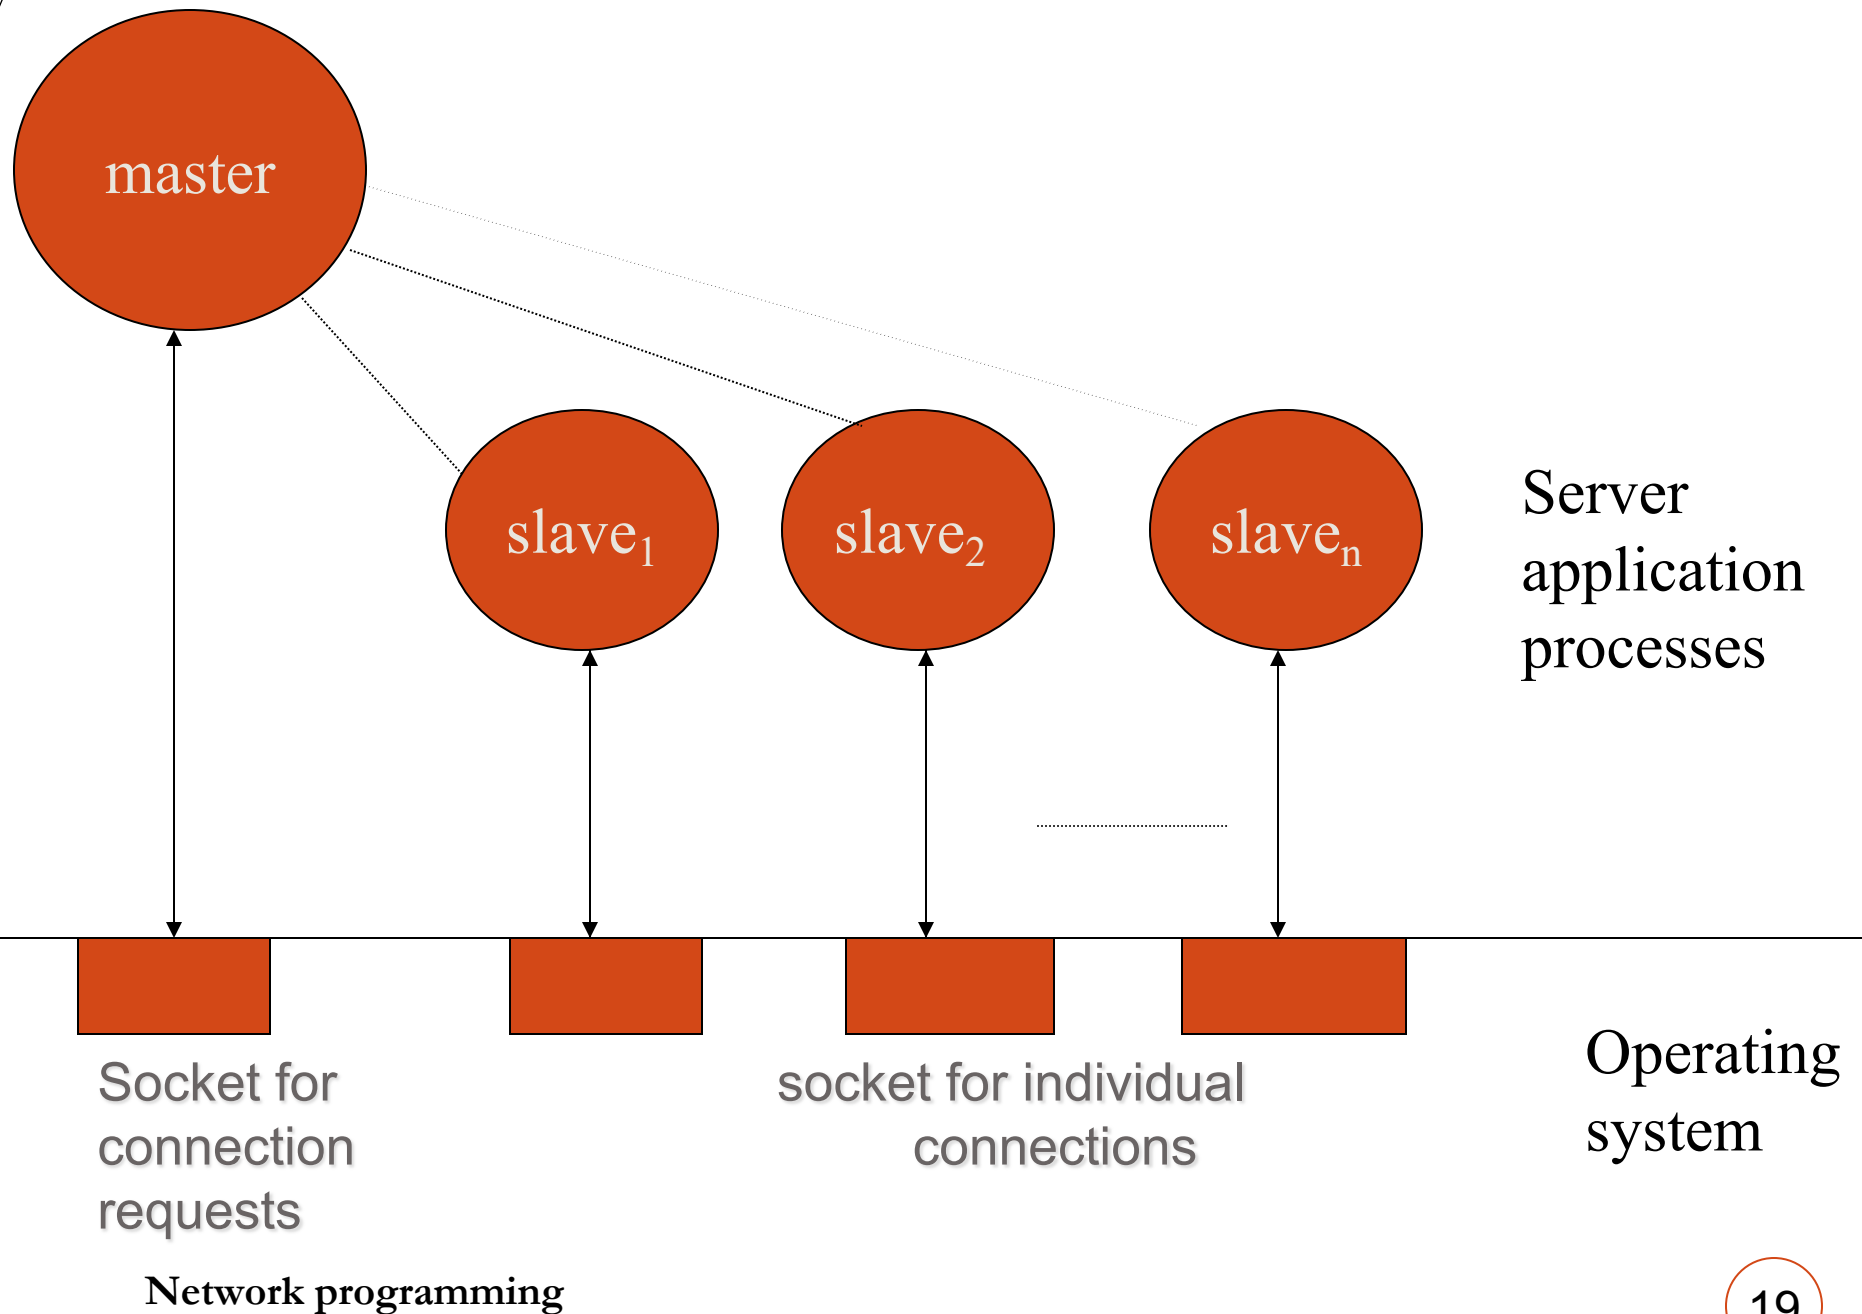 master
slave1
slave2
slaven
Server
application
processes
Socket for
connection
requests
socket for individual
connections
Operating
system
Network programming
19